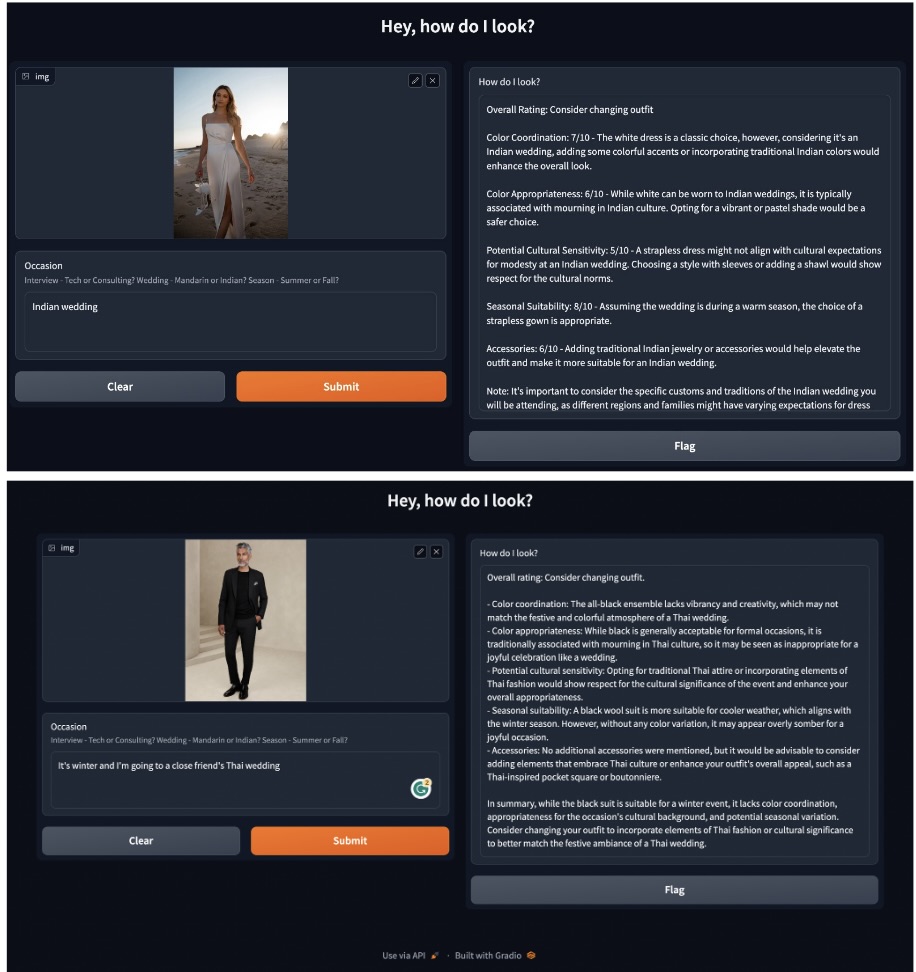 Hey, how do I look?
img
Occasion
Interview - Tech or Consulting? Wedding - Mandarin or Indian? Season - Summer or Fall?
Indian wedding
Clear
Submit
How do I look?
Overall Rating: Consider changing outfit
Color Coordination: 7/10 - The white dress is a classic choice, however, considering it's an
Indian wedding, adding some colorful accents or incorporating traditional Indian colors would
enhance the overall look.
Color Appropriateness: 6/10 - While white can be worn to Indian weddings, it is typically
associated with mourning in Indian culture. Opting for a vibrant or pastel shade would be a
safer choice.
Potential Cultural Sensitivity: 5/10 - A strapless dress might not align with cultural expectations
for modesty at an Indian wedding. Choosing a style with sleeves or adding a shawl would show
respect for the cultural norms.
Seasonal Suitability: 8/10 - Assuming the wedding is during a warm season, the choice of a
strapless gown is appropriate.
Accessories: 6/10 - Adding traditional Indian jewelry or accessories would help elevate the
outfit and make it more suitable for an Indian wedding.
Note: It's important to consider the specific customs and traditions of the Indian wedding you
will be attending, as different regions and families might have varying expectations for dress
Flag
Hey, how do I look?
img
Occasion
Interview - Tech or Consulting? Wedding - Mandarin or Indian? Season - Summer or Fall?
It's winter and I'm going to a close friend's Thai wedding
Clear
Submit
How do I look?
Overall rating: Consider changing outfit.
- Color coordination: The all-black ensemble lacks vibrancy and creativity, which may not
match the festive and colorful atmosphere of a Thai wedding.
- Color appropriateness: While black is generally acceptable for formal occasions, it is
traditionally associated with mourning in Thai culture, so it may be seen as inappropriate for a
joyful celebration like a wedding.
- Potential cultural sensitivity: Opting for traditional Thai attire or incorporating elements of
Thai fashion would show respect for the cultural significance of the event and enhance your
overall appropriateness.
- Seasonal suitability: A black wool suit is more suitable for cooler weather, which aligns with
the winter season. However, without any color variation, it may appear overly somber for a
joyful occasion.
- Accessories: No additional accessories were mentioned, but it would be advisable to consider
adding elements that embrace Thai culture or enhance your outfit's overall appeal, such as a
Thai-inspired pocket square or boutonniere.
In summary, while the black suit is suitable for a winter event, it lacks color coordination,
appropriateness for the occasion's cultural background, and potential seasonal variation.
Consider changing your outfit to incorporate elements of Thai fashion or cultural significance
to better match the festive ambiance of a Thai wedding.
Flag
Use via API · Built with Gradio